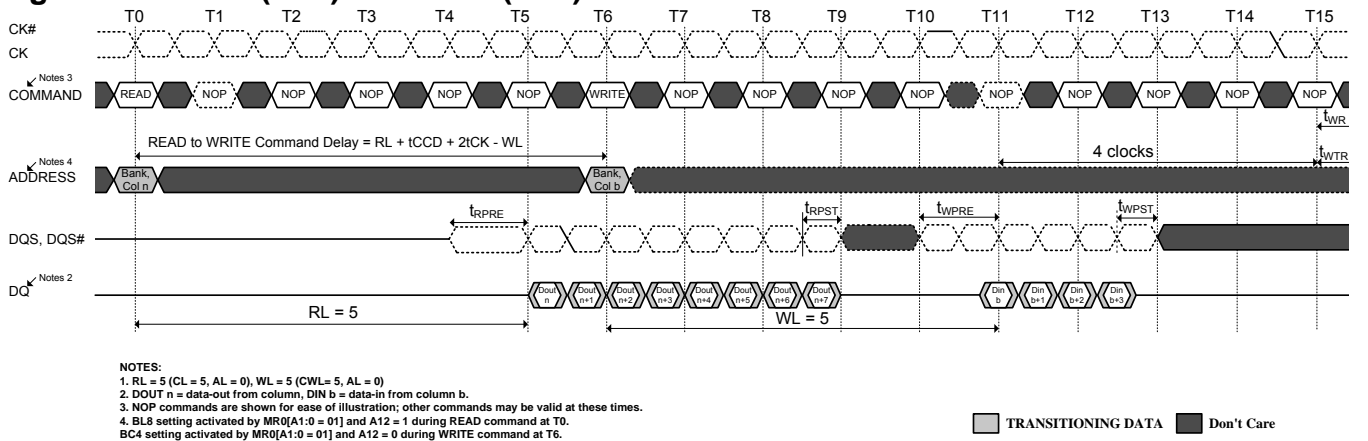 T0 T1 T2 T3 T4 T5 T6 T7 T8 T9 T10 T11 T12 T13 T14 T15
CK#
CK
Notes 3
COMMAND
READ NOP NOP NOP NOP NOP WRITE NOP NOP NOP NOP NOP NOP NOP NOP NOP
tWR
READ to WRITE Command Delay = RL + tCCD + 2tCK - WL
4 clocks
tWTR
Notes 4
ADDRESS
Bank, Col n
Bank, Col b
tRPRE
tRPST
tWPRE
tWPST
DQS, DQS#
Notes 2
DQ
Dout n
Dout n+1
Dout n+2
Dout n+3
Dout n+4
Dout n+5
Dout n+6
Dout n+7
Din b
Din b+1
Din b+2
Din b+3
RL = 5
WL = 5
NOTES:
1. RL = 5 (CL = 5, AL = 0), WL = 5 (CWL= 5, AL = 0)
2. DOUT n = data-out from column, DIN b = data-in from column b.
3. NOP commands are shown for ease of illustration; other commands may be valid at these times.
4. BL8 setting activated by MR0[A1:0 = 01] and A12 = 1 during READ command at T0.
BC4 setting activated by MR0[A1:0 = 01] and A12 = 0 during WRITE command at T6.
TRANSITIONING DATA
Don't Care